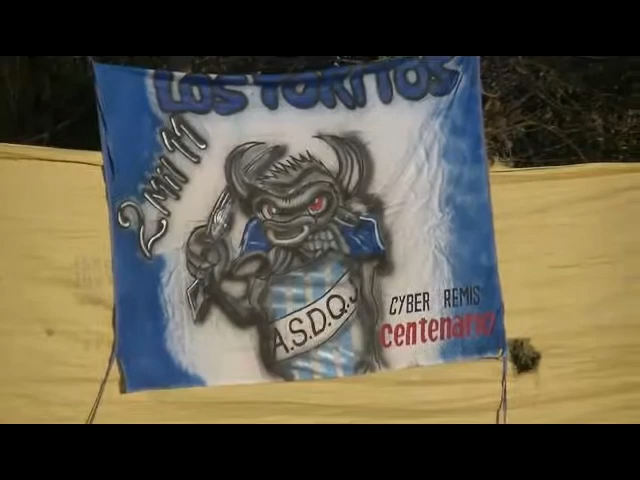 LOS TORITOS
2 Mil 11
A.S.D.Q.J
CYBER REMIS
Centenario